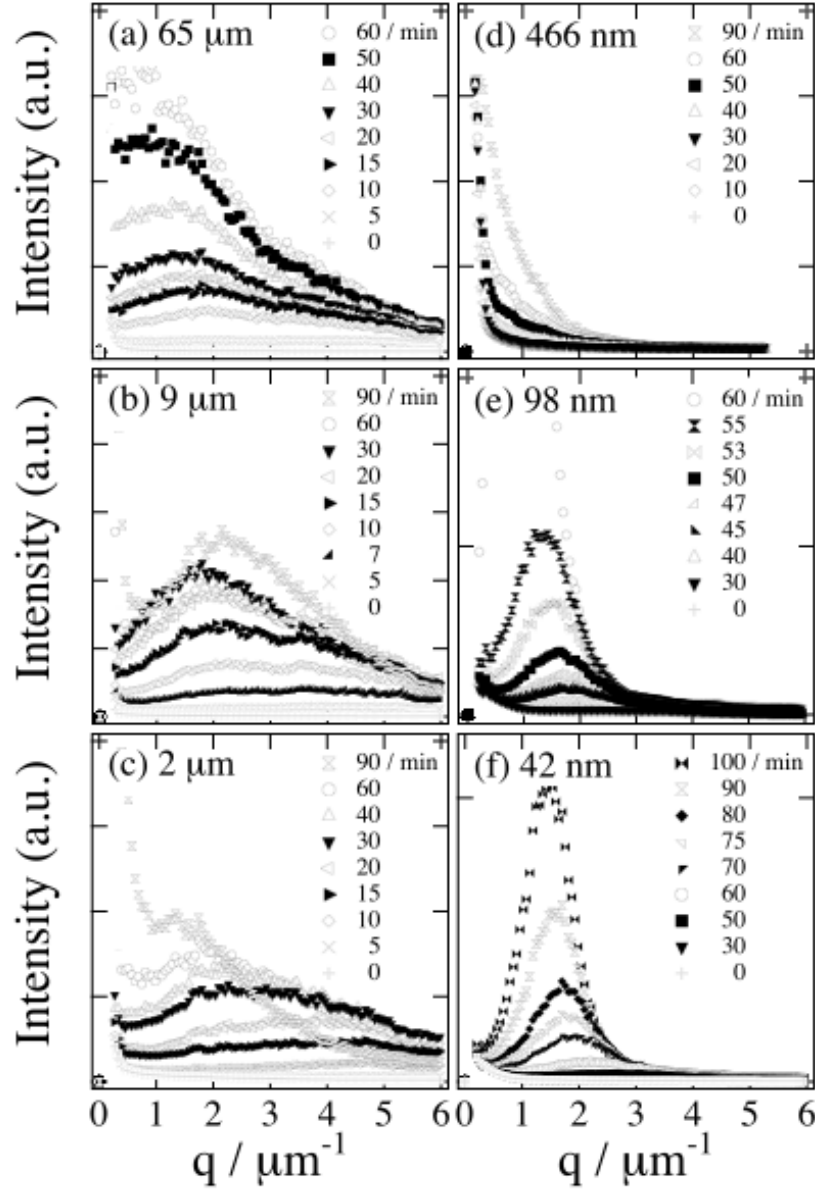 Intensity (a.u.)
(a) 65 μm
60 / min
50
40
30
20
15
10
5
0
(d) 466 nm
90 / min
60
50
40
30
20
10
0
Intensity (a.u.)
(b) 9 μm
90 / min
60
30
20
15
10
7
5
0
(e) 98 nm
60 / min
55
53
50
47
45
40
30
0
Intensity (a.u.)
(c) 2 μm
90 / min
60
40
30
20
15
10
5
0
(f) 42 nm
100 / min
90
80
75
70
60
50
30
0
0 1 2 3 4 5 6
0 1 2 3 4 5 6
q / μm⁻¹
q / μm⁻¹